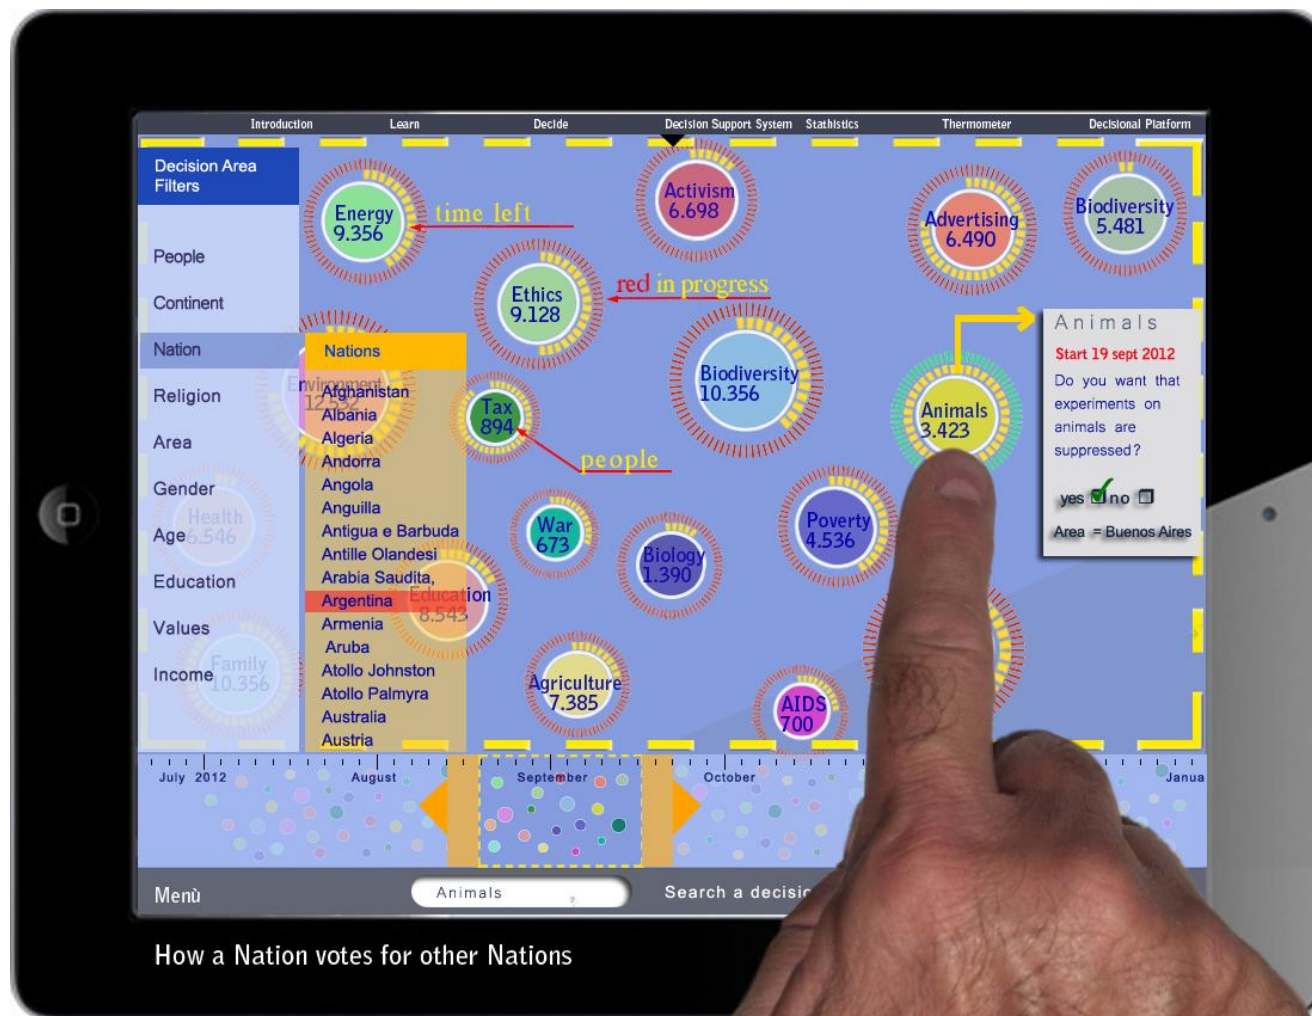 Introduction
Learn
Decide
Decision Support System
Stathistics
Thermometer
Decisional Platform
Decision Area
Filters
People
Continent
Nation
Religion
Area
Gender
Age
Education
Values
Income
Nations
Afghanistan
Albania
Algeria
Andorra
Angola
Anguilla
Antigua e Barbuda
Antille Olandesi
Arabia Saudita,
Argentina
Armenia
Aruba
Atollo Johnston
Atollo Palmyra
Australia
Austria
Energy
9.356
time left
Activism
6.698
Advertising
6.490
Biodiversity
5.481
Ethics
9.128
red in progress
Environment
12.532
Tax
894
people
Biodiversity
10.356
Animals
3.423
Animals
Start 19 sept 2012
Do you want that
experiments on
animals are
suppressed?
yes no
Area = Buenos Aires
Health
6.546
War
673
Biology
1.390
Poverty
4.536
Education
8.543
Family
10.356
Agriculture
7.385
AIDS
700
July 2012
August
September
October
Janua
Menù
Animals
Search a decisi
How a Nation votes for other Nations